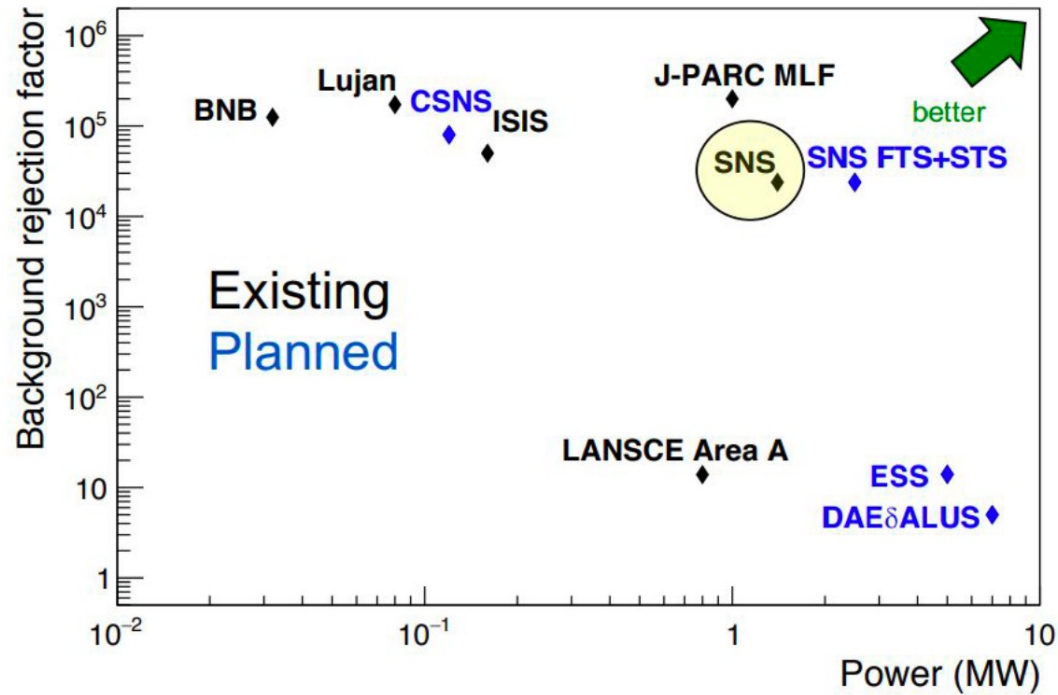 Background rejection factor
10⁶
10⁵
10⁴
10³
10²
10
1
BNB
Lujan
CSNS
ISIS
J-PARC MLF
better
SNS
SNS FTS+STS
Existing
Planned
LANSCE Area A
ESS
DAEδALUS
10⁻²
10⁻¹
1
10
Power (MW)